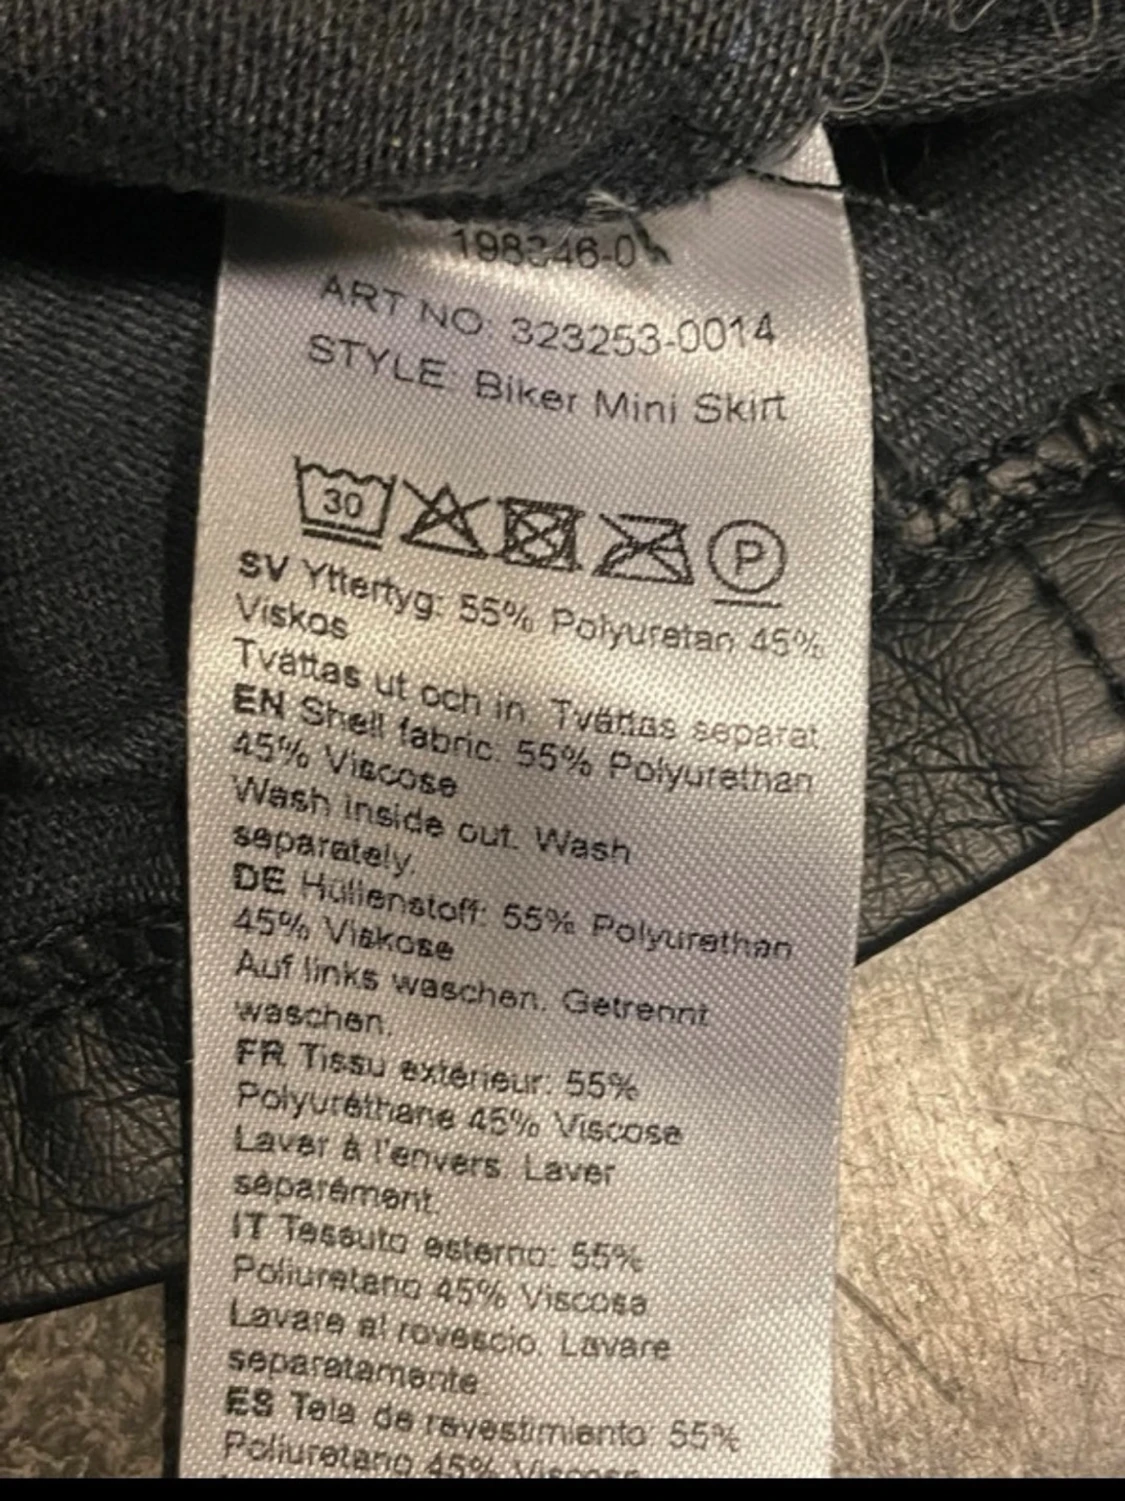 198346-0
ART NO: 323253-0014
STYLE: Biker Mini Skirt
30
P
SV Yttertyg: 55% Polyuretan 45%
Viskos
Tvättas ut och in. Tvättas separat.
EN Shell fabric: 55% Polyurethan
45% Viscose
Wash inside out. Wash
separately.
DE Hüllenstoff: 55% Polyurethan
45% Viskose
Auf links waschen. Getrennt
waschen.
FR Tissu extérieur: 55%
Polyuréthane 45% Viscose
Laver à l'envers. Laver
séparément.
IT Tessuto esterno: 55%
Poliuretano 45% Viscosa
Lavare al rovescio. Lavare
separatamente.
ES Tela de revestimiento: 55%
Poliuretano 45%